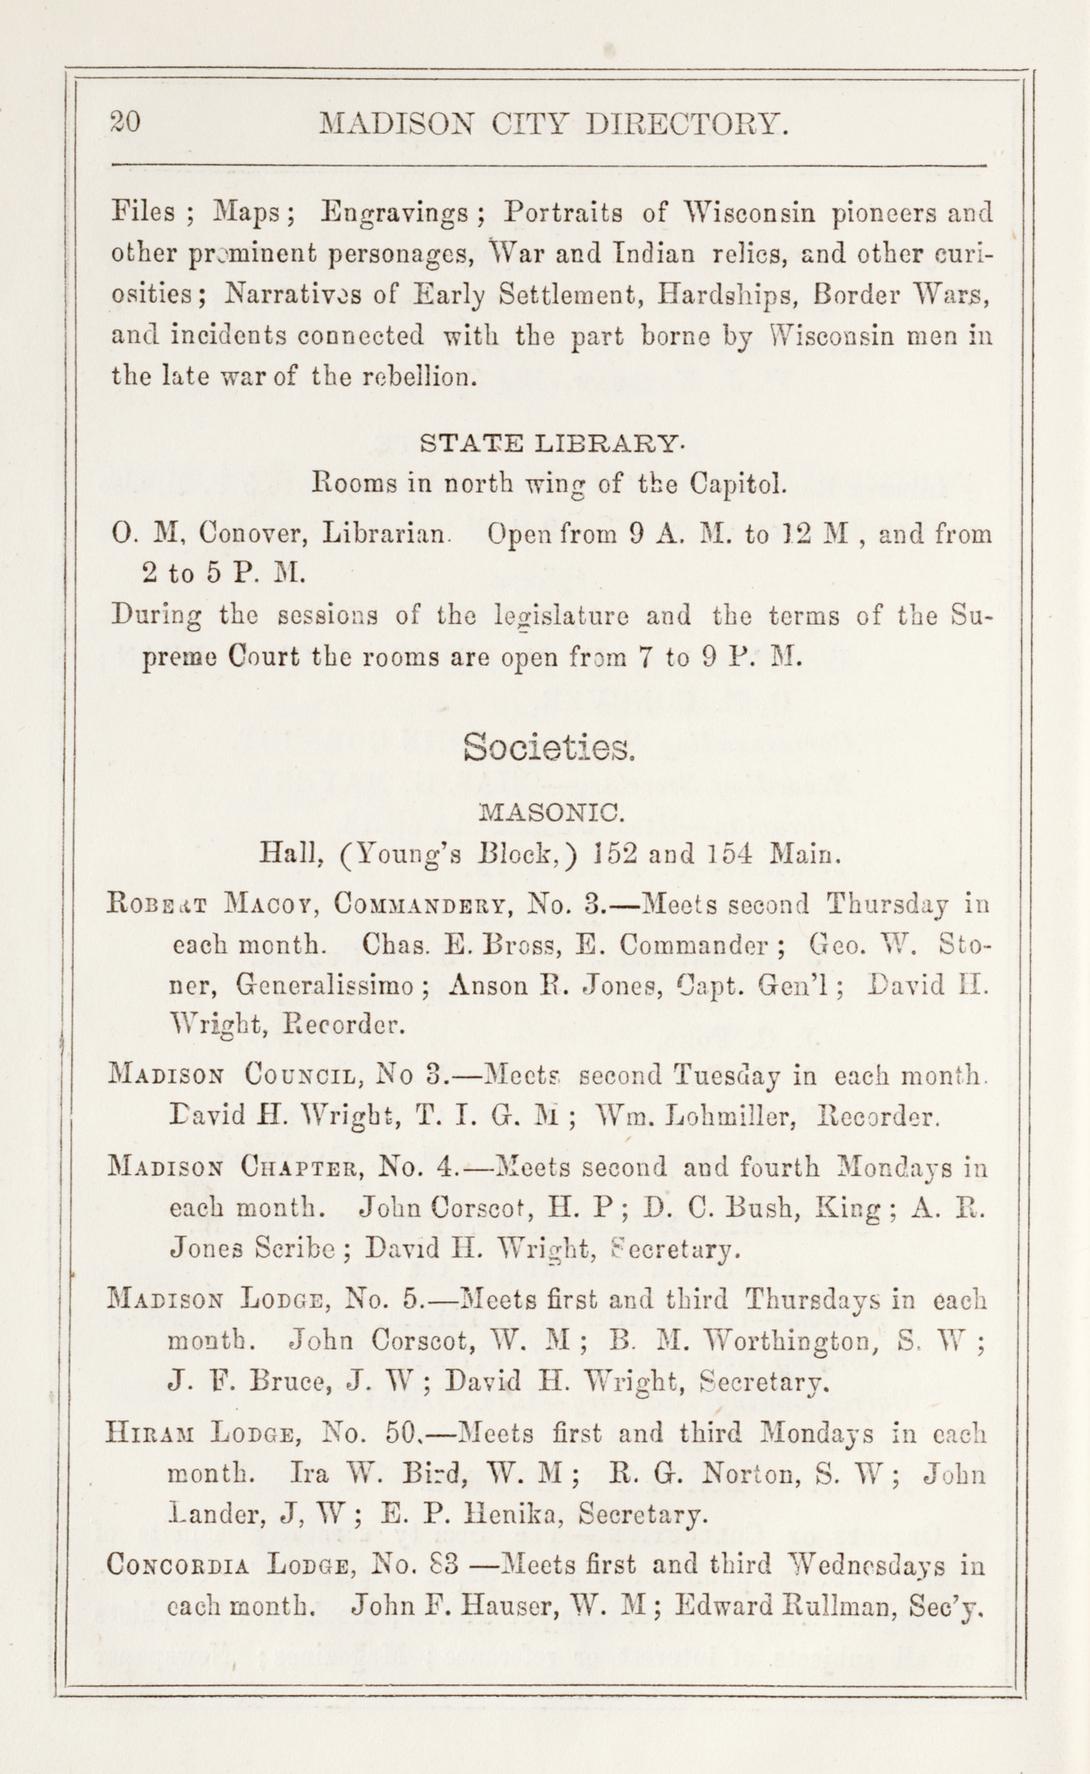 20 MADISON CITY DIRECTORY.
Files ; Maps ; Engravings ; Portraits of Wisconsin pioneers and
other prominent personages, War and Indian relics, and other curi-
osities ; Narratives of Early Settlement, Hardships, Border Wars,
and incidents connected with the part borne by Wisconsin men in
the late war of the rebellion.
STATE LIBRARY.
Rooms in north wing of the Capitol.
O. M, Conover, Librarian. Open from 9 A. M. to 12 M , and from
2 to 5 P. M.
During the sessions of the legislature and the terms of the Su-
preme Court the rooms are open from 7 to 9 P. M.
Societies.
MASONIC.
Hall, (Young's Block,) 152 and 154 Main.
ROBERT MACOY, COMMANDERY, No. 3.—Meets second Thursday in
each month. Chas. E. Bross, E. Commander ; Geo. W. Sto-
ner, Generalissimo ; Anson R. Jones, Capt. Gen'l ; David H.
Wright, Recorder.
MADISON COUNCIL, No 3.—Meets second Tuesday in each month.
David H. Wright, T. I. G. M ; Wm. Lohmiller, Recorder.
MADISON CHAPTER, No. 4.—Meets second and fourth Mondays in
each month. John Corscot, H. P ; D. C. Bush, King ; A. R.
Jones Scribe ; David H. Wright, Secretary.
MADISON LODGE, No. 5.—Meets first and third Thursdays in each
month. John Corscot, W. M ; B. M. Worthington, S. W ;
J. F. Bruce, J. W ; David H. Wright, Secretary.
HIRAM LODGE, No. 50.—Meets first and third Mondays in each
month. Ira W. Bird, W. M ; R. G. Norton, S. W ; John
Lander, J, W ; E. P. Henika, Secretary.
CONCORDIA LODGE, No. 83 —Meets first and third Wednesdays in
each month. John F. Hauser, W. M ; Edward Rullman, Sec'y.